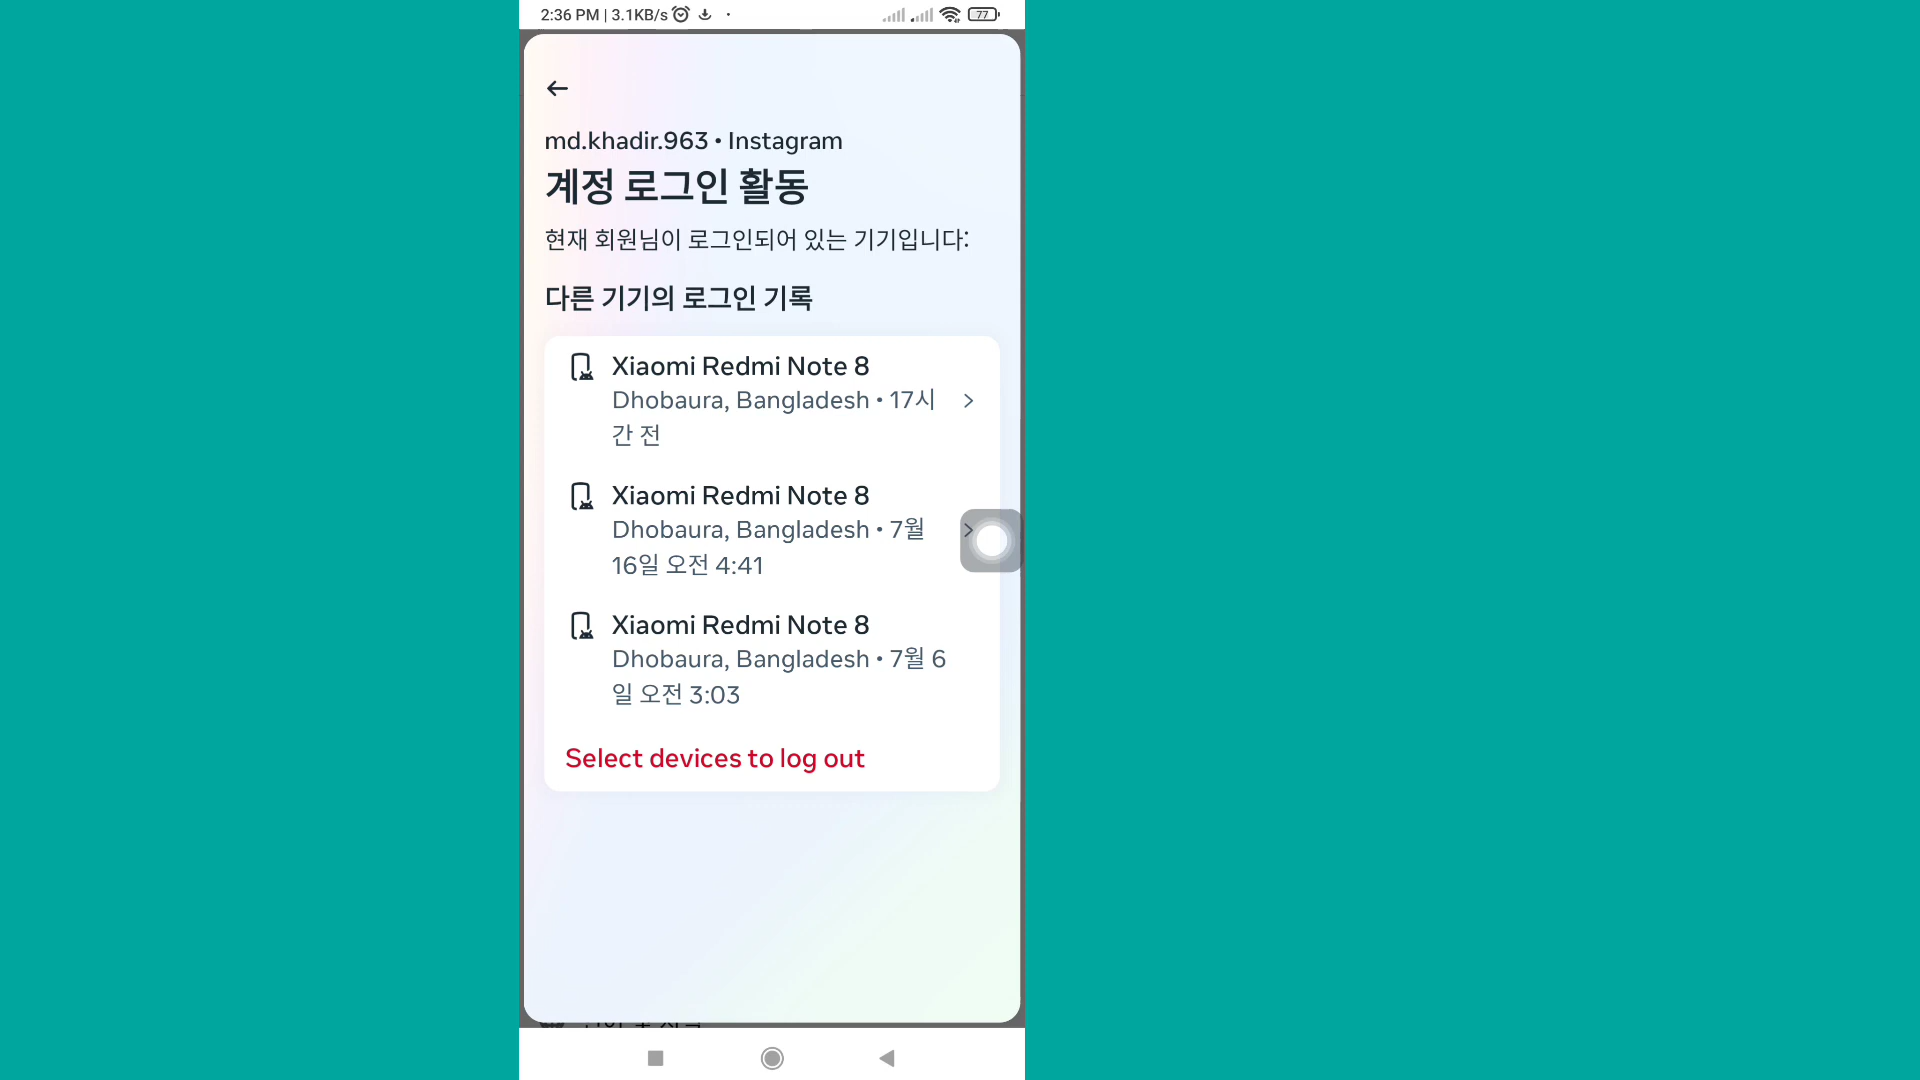 2:36 PM | 3.1KB/s
77
md.khadir.963 • Instagram
계정 로그인 활동
현재 회원님이 로그인되어 있는 기기입니다:
다른 기기의 로그인 기록
Xiaomi Redmi Note 8
Dhobaura, Bangladesh • 17시
간 전
Xiaomi Redmi Note 8
Dhobaura, Bangladesh • 7월
16일 오전 4:41
Xiaomi Redmi Note 8
Dhobaura, Bangladesh • 7월 6
일 오전 3:03
Select devices to log out